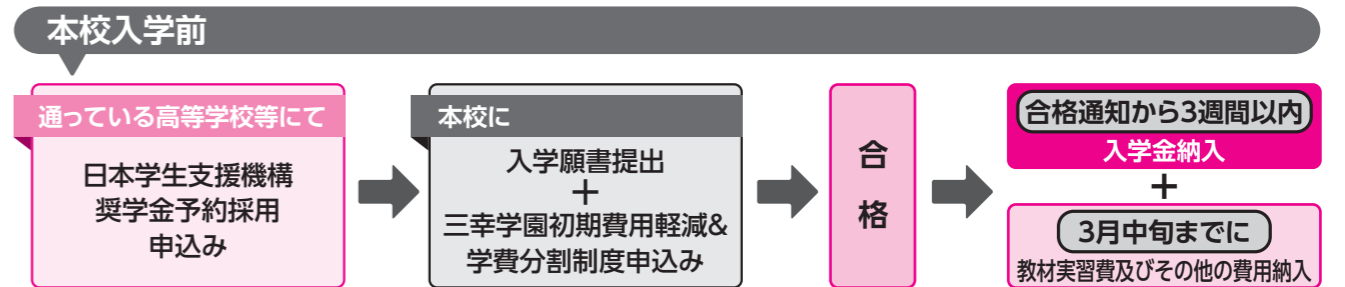 本校入学前
通っている高等学校等にて
日本学生支援機構
奨学金予約採用
申込み
本校に
入学願書提出
+
三幸学園初期費用軽減&
学費分割制度申込み
合
格
合格通知から3週間以内
入学金納入
+
3月中旬までに
教材実習費及びその他の費用納入